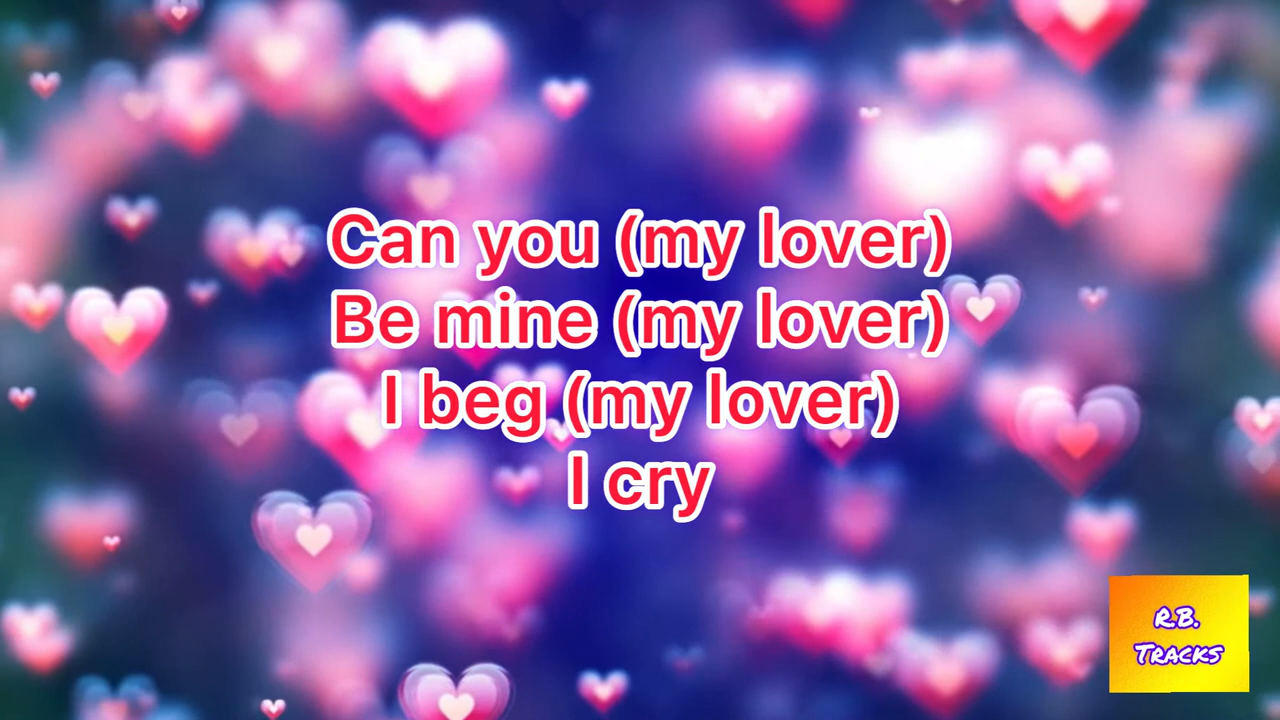 Can you (my lover)
Be mine (my lover)
I beg (my lover)
I cry
R.B.
Tracks